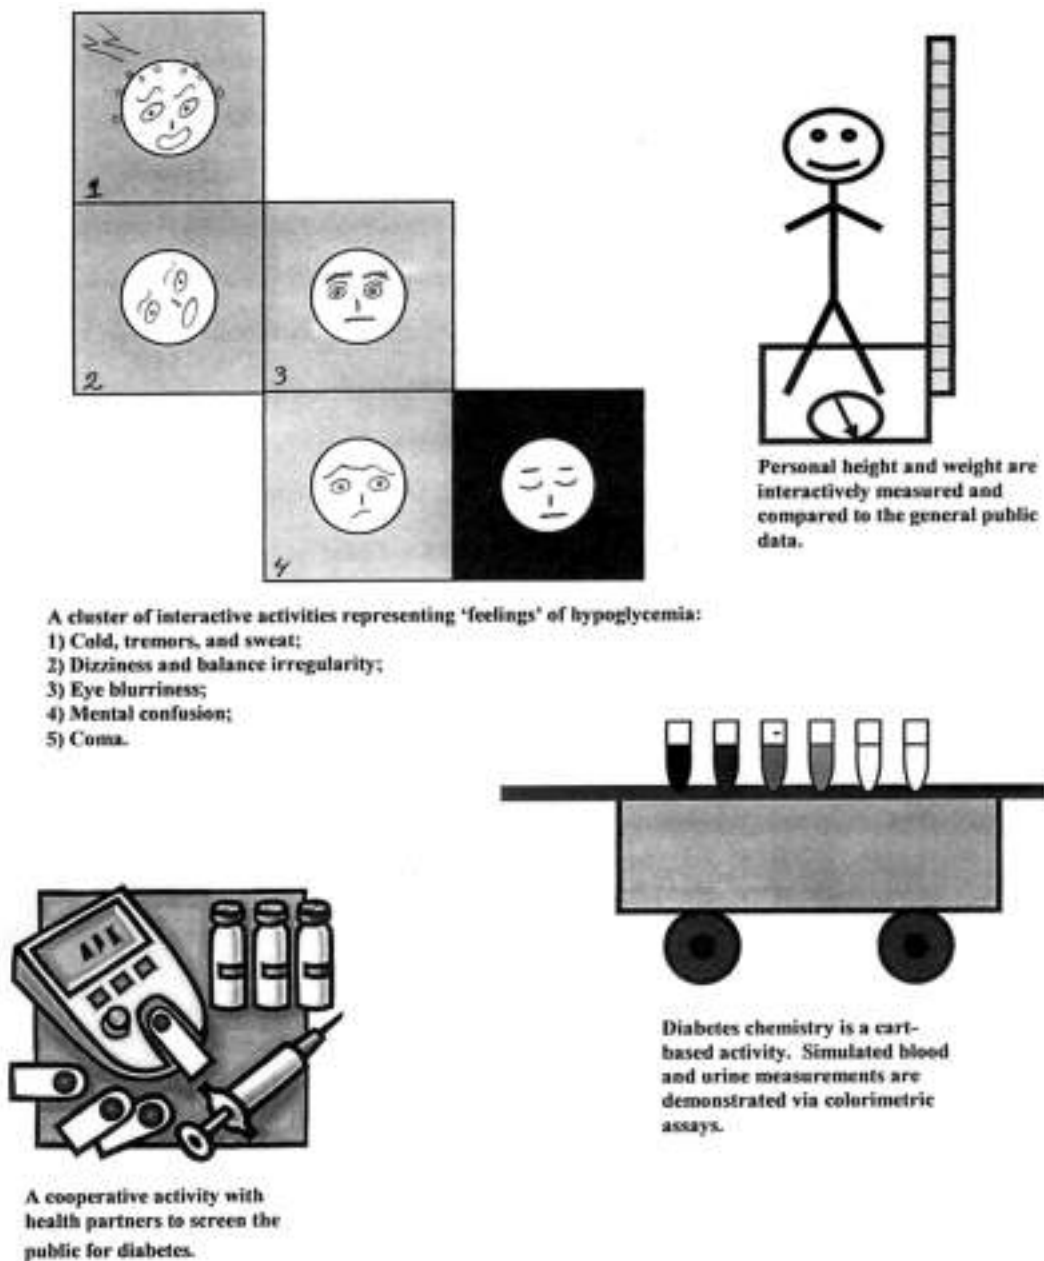 1
2
3
4
Personal height and weight are
interactively measured and
compared to the general public
data.
A cluster of interactive activities representing ‘feelings’ of hypoglycemia:
1) Cold, tremors, and sweat;
2) Dizziness and balance irregularity;
3) Eye blurriness;
4) Mental confusion;
5) Coma.
Diabetes chemistry is a cart-
based activity.  Simulated blood
and urine measurements are
demonstrated via colorimetric
assays.
A cooperative activity with
health partners to screen the
public for diabetes.